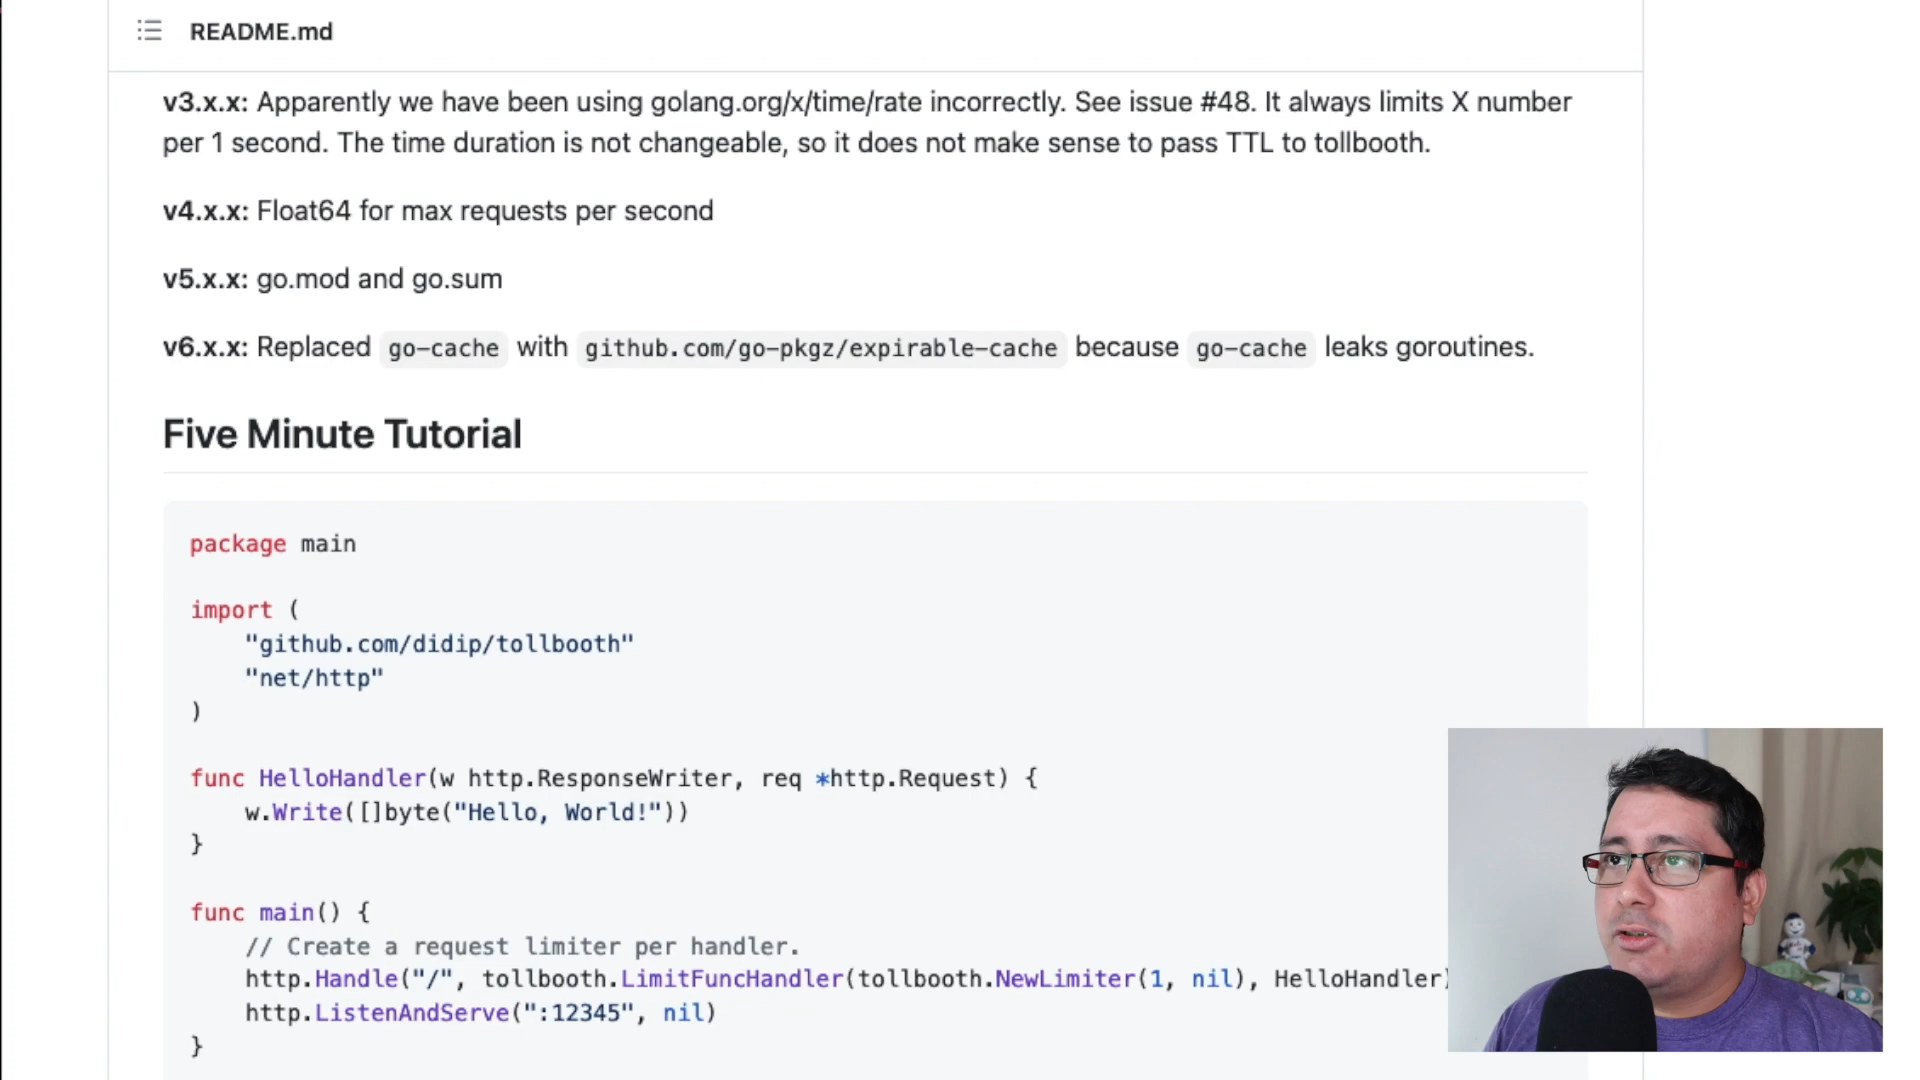 README.md
v3.x.x: Apparently we have been using golang.org/x/time/rate incorrectly. See issue #48. It always limits X number
per 1 second. The time duration is not changeable, so it does not make sense to pass TTL to tollbooth.
v4.x.x: Float64 for max requests per second
v5.x.x: go.mod and go.sum
v6.x.x: Replaced go-cache with github.com/go-pkgz/expirable-cache because go-cache leaks goroutines.
Five Minute Tutorial
package main
import (
    "github.com/didip/tollbooth"
    "net/http"
)
func HelloHandler(w http.ResponseWriter, req *http.Request) {
    w.Write([]byte("Hello, World!"))
}
func main() {
    // Create a request limiter per handler.
    http.Handle("/", tollbooth.LimitFuncHandler(tollbooth.NewLimiter(1, nil), HelloHandler)
    http.ListenAndServe(":12345", nil)
}